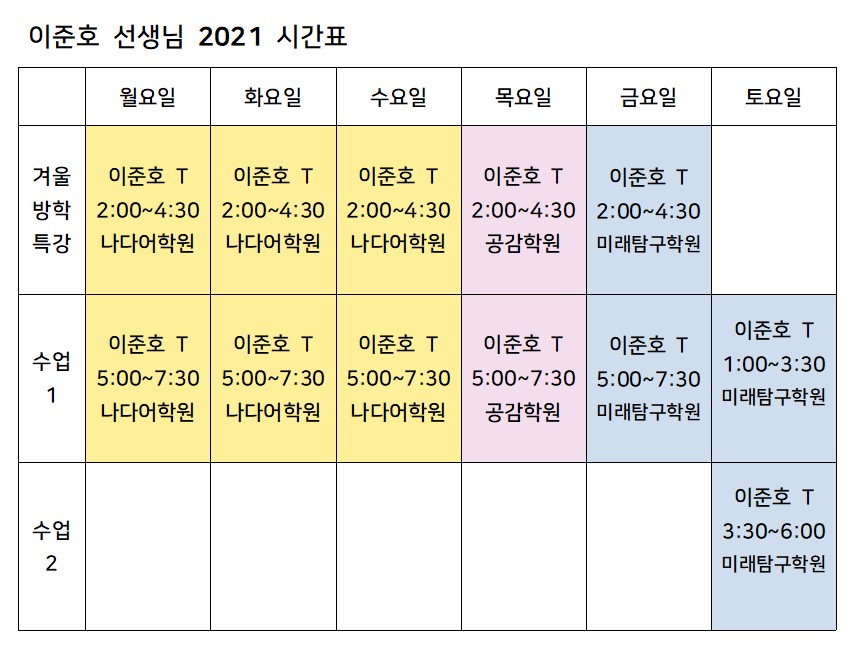 이준호 선생님 2021 시간표
월요일 화요일 수요일 목요일 금요일 토요일
겨울
방학
특강
이준호 T
2:00~4:30
나다어학원
이준호 T
2:00~4:30
나다어학원
이준호 T
2:00~4:30
나다어학원
이준호 T
2:00~4:30
공감학원
이준호 T
2:00~4:30
미래탐구학원
수업
1
이준호 T
5:00~7:30
나다어학원
이준호 T
5:00~7:30
나다어학원
이준호 T
5:00~7:30
나다어학원
이준호 T
5:00~7:30
공감학원
이준호 T
5:00~7:30
미래탐구학원
이준호 T
1:00~3:30
미래탐구학원
수업
2
이준호 T
3:30~6:00
미래탐구학원